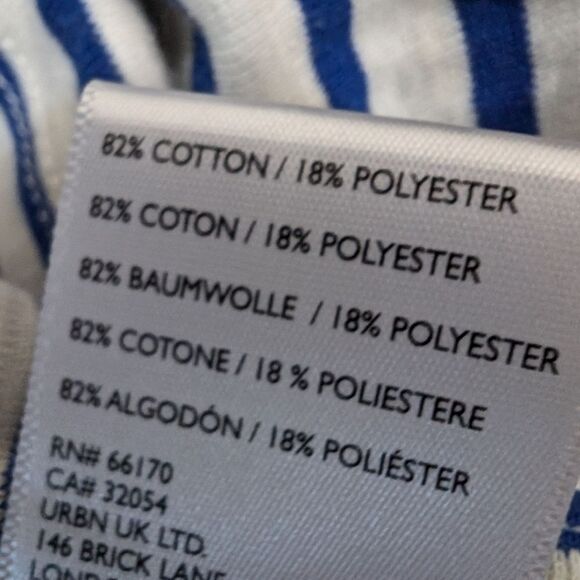 82% COTTON / 18% POLYESTER
82% COTON / 18% POLYESTER
82% BAUMWOLLE / 18% POLYESTER
82% COTONE / 18 % POLIESTERE
82% ALGODÓN / 18% POLIÉSTER
RN# 66170
CA# 32054
URBN UK LTD.
146 BRICK LANE